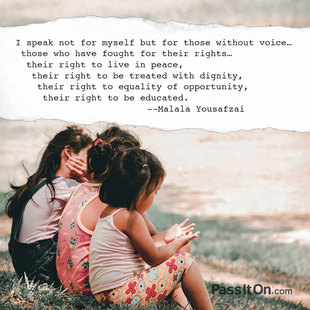 I speak not for myself but for those without voice…
those who have fought for their rights…
their right to live in peace,
their right to be treated with dignity,
their right to equality of opportunity,
their right to be educated.
--Malala Yousafzai
PassItOn.com